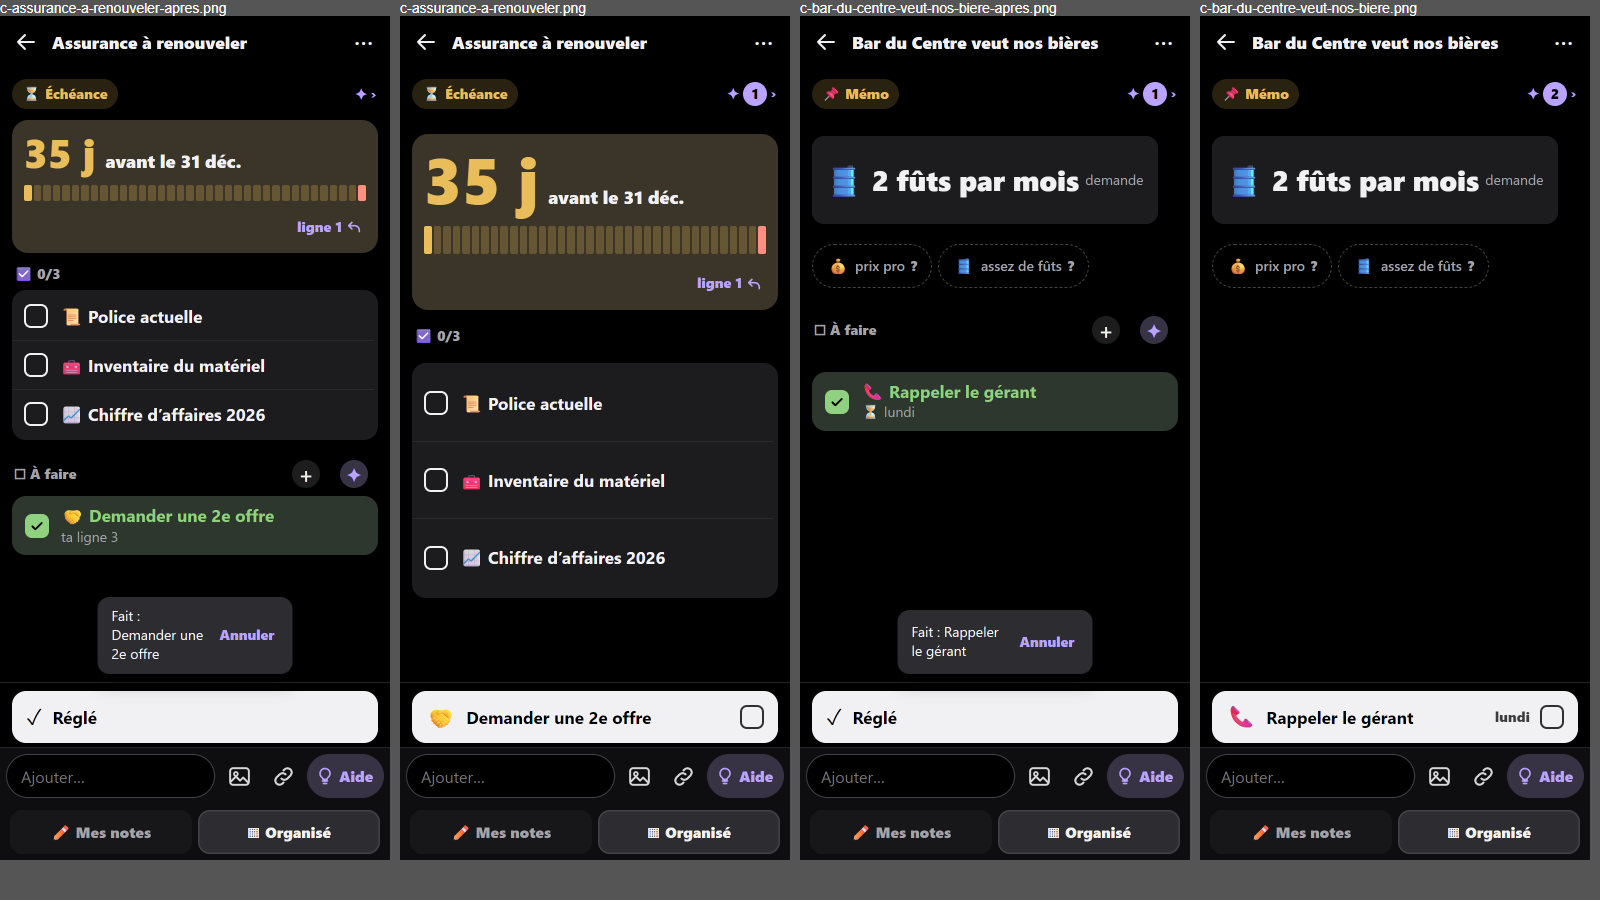 c-assurance-a-renouveler-apres.png
Assurance à renouveler
Échéance
35 j avant le 31 déc.
ligne 1
0/3
Police actuelle
Inventaire du matériel
Chiffre d’affaires 2026
À faire
+
Demander une 2e offre
ta ligne 3
Fait :
Demander une
2e offre
Annuler
Réglé
Ajouter...
Aide
Mes notes
Organisé
c-assurance-a-renouveler.png
Assurance à renouveler
Échéance
1
35 j avant le 31 déc.
ligne 1
0/3
Police actuelle
Inventaire du matériel
Chiffre d’affaires 2026
Demander une 2e offre
Ajouter...
Aide
Mes notes
Organisé
c-bar-du-centre-veut-nos-biere-apres.png
Bar du Centre veut nos bières
Mémo
1
2 fûts par mois demande
prix pro ?
assez de fûts ?
À faire
+
Rappeler le gérant
lundi
Fait : Rappeler
le gérant
Annuler
Réglé
Ajouter...
Aide
Mes notes
Organisé
c-bar-du-centre-veut-nos-biere.png
Bar du Centre veut nos bières
Mémo
2
2 fûts par mois demande
prix pro ?
assez de fûts ?
Rappeler le gérant
lundi
Ajouter...
Aide
Mes notes
Organisé